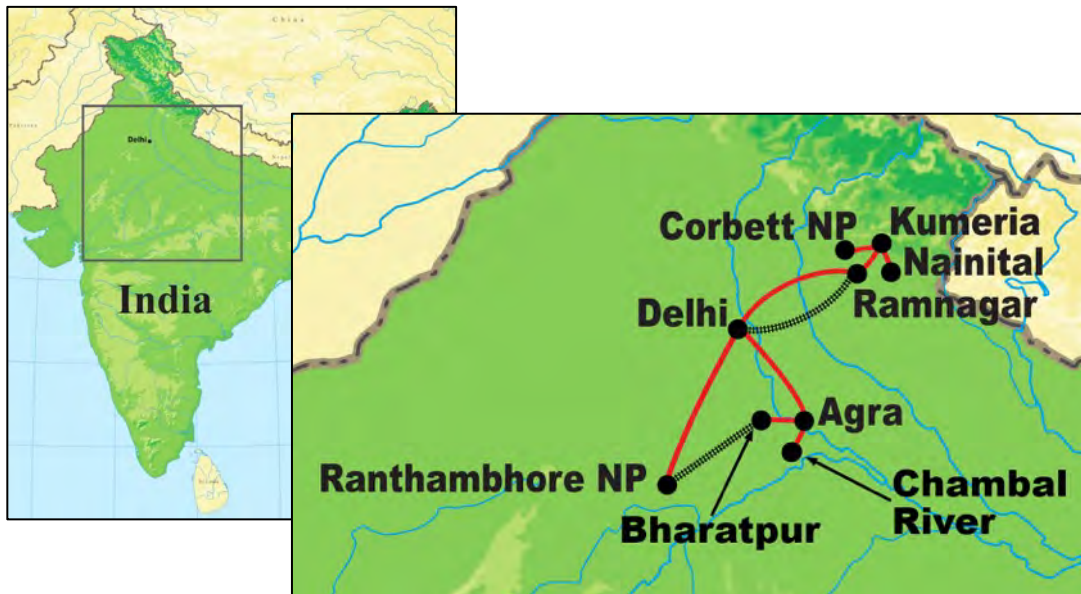 China
Delhi
India
Corbett NP
Kumeria
Nainital
Ramnagar
Delhi
Agra
Ranthambhore NP
Bharatpur
Chambal
River